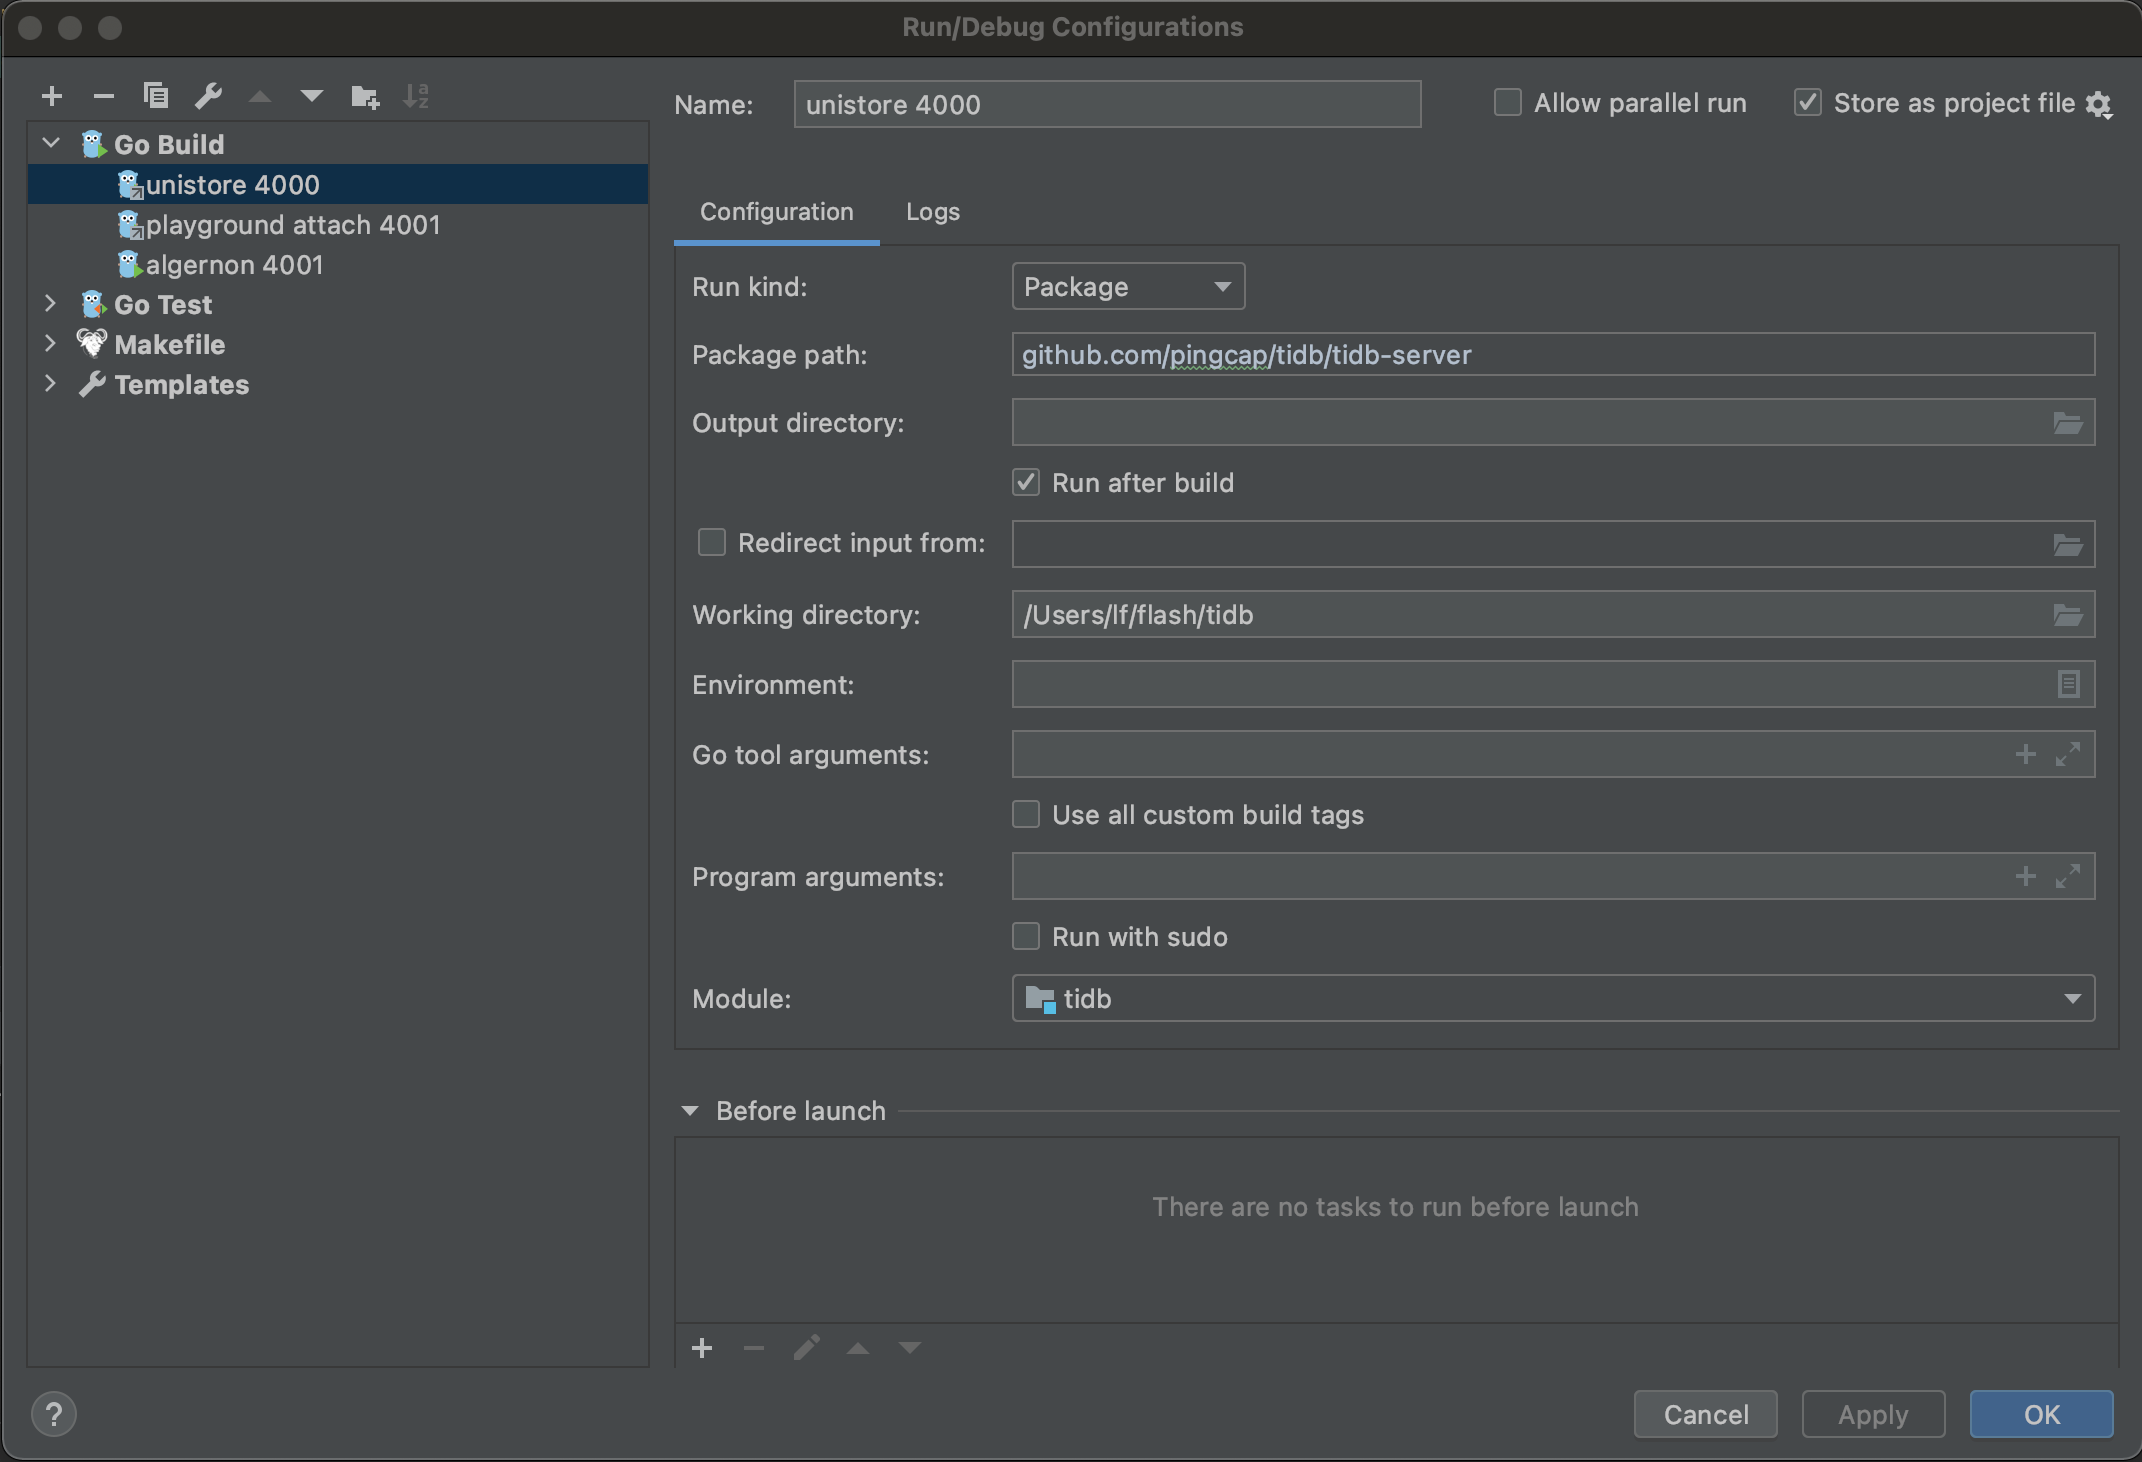 Run/Debug Configurations
Go Build
unistore 4000
playground attach 4001
algernon 4001
Go Test
Makefile
Templates
Name: unistore 4000
Allow parallel run
Store as project file
Configuration Logs
Run kind: Package
Package path: github.com/pingcap/tidb/tidb-server
Output directory:
Run after build
Redirect input from:
Working directory: /Users/lf/flash/tidb
Environment:
Go tool arguments:
Use all custom build tags
Program arguments:
Run with sudo
Module: tidb
Before launch
There are no tasks to run before launch
? Cancel Apply OK